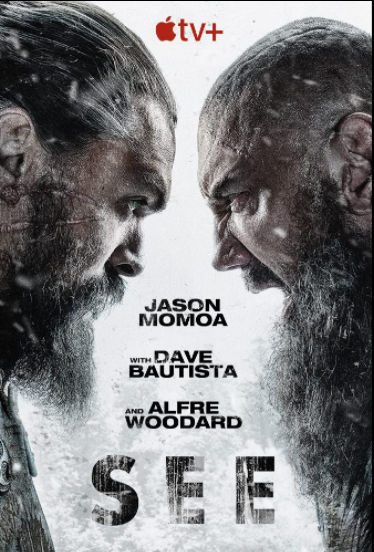 tv+
JASON
MOMOA
WITH DAVE
BAUTISTA
AND ALFRE
WOODARD
SEE